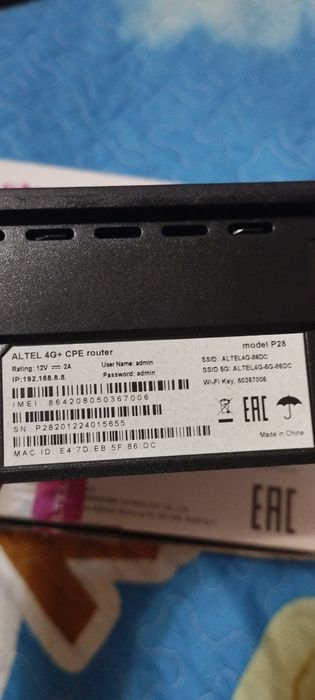 ALTEL 4G+ CPE router
model P28
Rating: 12V ⎓ 2A
User Name: admin
SSID: ALTEL4G-86DC
IP:192.168.8.8
Password: admin
SSID 5G: ALTEL4G-5G-86DC
Wi-Fi Key: 50367006
IMEI: 864208050367006
SN: P28201224015655
EAC
MAC ID: E4:7D:EB:5F:86:DC
Made in China
EAC